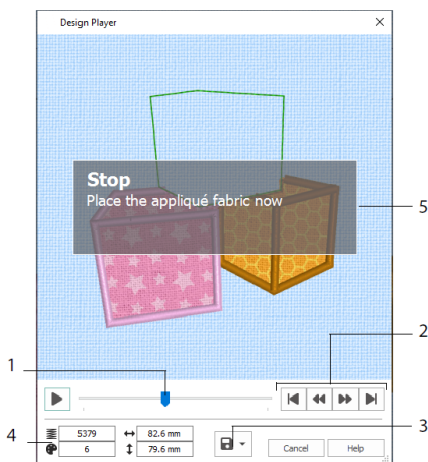 Design Player
Stop
Place the appliqué fabric now
5
1
2
3
4
5379
82.6 mm
6
79.6 mm
Cancel
Help